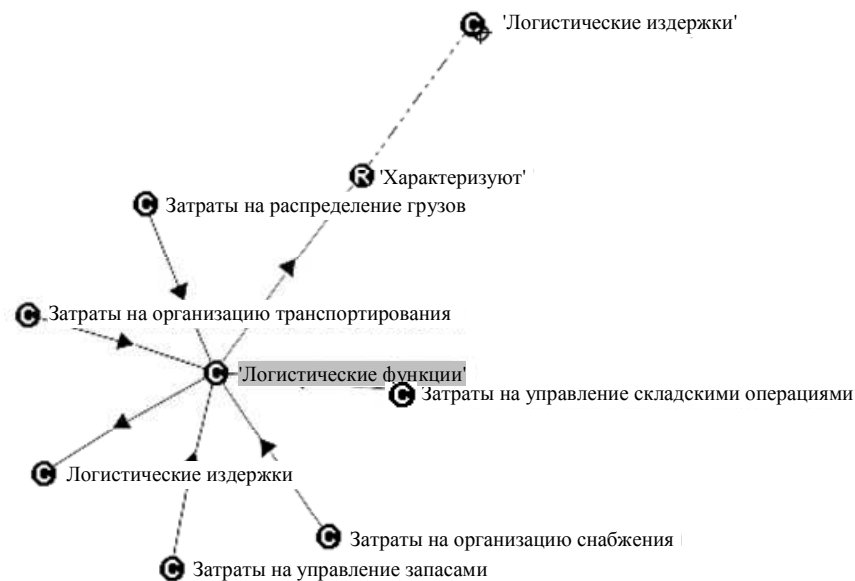 C 'Логистические издержки'
R 'Характеризуют'
C Затраты на распределение грузов
C Затраты на организацию транспортирования
C 'Логистические функции'
C Затраты на управление складскими операциями
C Логистические издержки
C Затраты на организацию снабжения
C Затраты на управление запасами